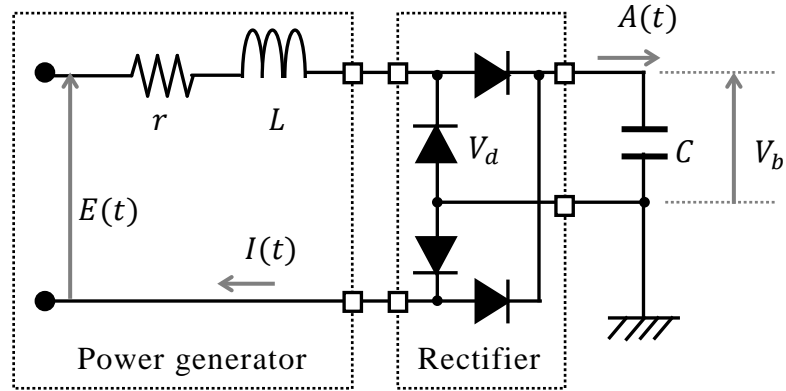 A(t)
r
L
V_d
C
V_b
E(t)
I(t)
Power generator
Rectifier